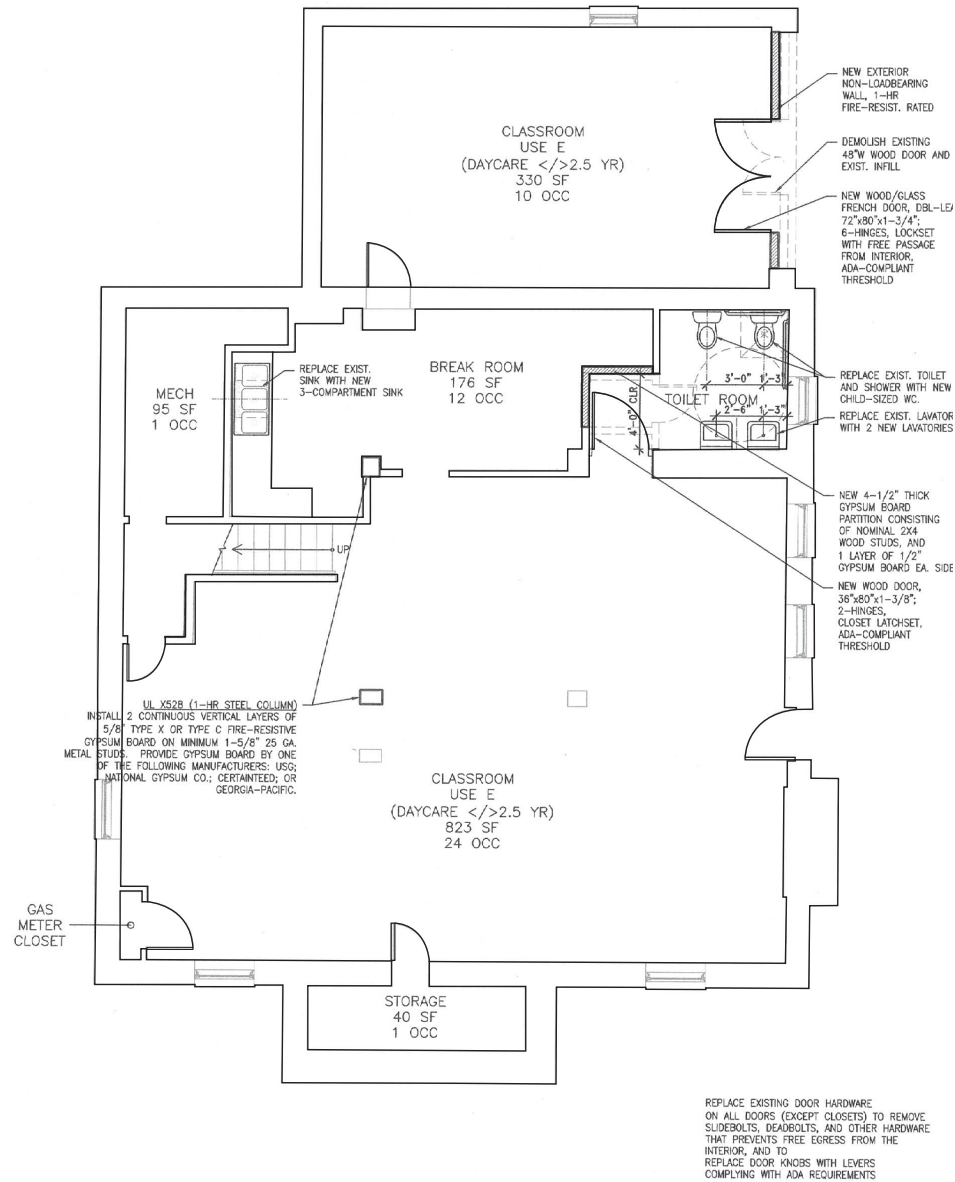 CLASSROOM
USE E
(DAYCARE </>2.5 YR)
330 SF
10 OCC
NEW EXTERIOR
NON-LOADBEARING
WALL, 1-HR
FIRE-RESIST. RATED
DEMOLISH EXISTING
48"W WOOD DOOR AND
EXIST. INFILL
NEW WOOD/GLASS
FRENCH DOOR, DBL-LEA
72"x80"x1-3/4";
6-HINGES, LOCKSET
WITH FREE PASSAGE
FROM INTERIOR,
ADA-COMPLIANT
THRESHOLD
MECH
95 SF
1 OCC
REPLACE EXIST.
SINK WITH NEW
3-COMPARTMENT SINK
BREAK ROOM
176 SF
12 OCC
4'-0" CLR.
3'-0" 1'-3"
TOILET ROOM
2'-6" 1'-3"
REPLACE EXIST. TOILET
AND SHOWER WITH NEW
CHILD-SIZED WC.
REPLACE EXIST. LAVATOR
WITH 2 NEW LAVATORIES
UP
NEW 4-1/2" THICK
GYPSUM BOARD
PARTITION CONSISTING
OF NOMINAL 2X4
WOOD STUDS, AND
1 LAYER OF 1/2"
GYPSUM BOARD EA. SIDE
NEW WOOD DOOR,
36"x80"x1-3/8";
2-HINGES,
CLOSET LATCHSET,
ADA-COMPLIANT
THRESHOLD
UL X528 (1-HR STEEL COLUMN)
INSTALL 2 CONTINUOUS VERTICAL LAYERS OF
5/8" TYPE X OR TYPE C FIRE-RESISTIVE
GYPSUM BOARD ON MINIMUM 1-5/8" 25 GA.
METAL STUDS. PROVIDE GYPSUM BOARD BY ONE
OF THE FOLLOWING MANUFACTURERS: USG;
NATIONAL GYPSUM CO.; CERTAINTEED; OR
GEORGIA-PACIFIC.
CLASSROOM
USE E
(DAYCARE </>2.5 YR)
823 SF
24 OCC
GAS
METER
CLOSET
STORAGE
40 SF
1 OCC
REPLACE EXISTING DOOR HARDWARE
ON ALL DOORS (EXCEPT CLOSETS) TO REMOVE
SLIDEBOLTS, DEADBOLTS, AND OTHER HARDWARE
THAT PREVENTS FREE EGRESS FROM THE
INTERIOR, AND TO
REPLACE DOOR KNOBS WITH LEVERS
COMPLYING WITH ADA REQUIREMENTS